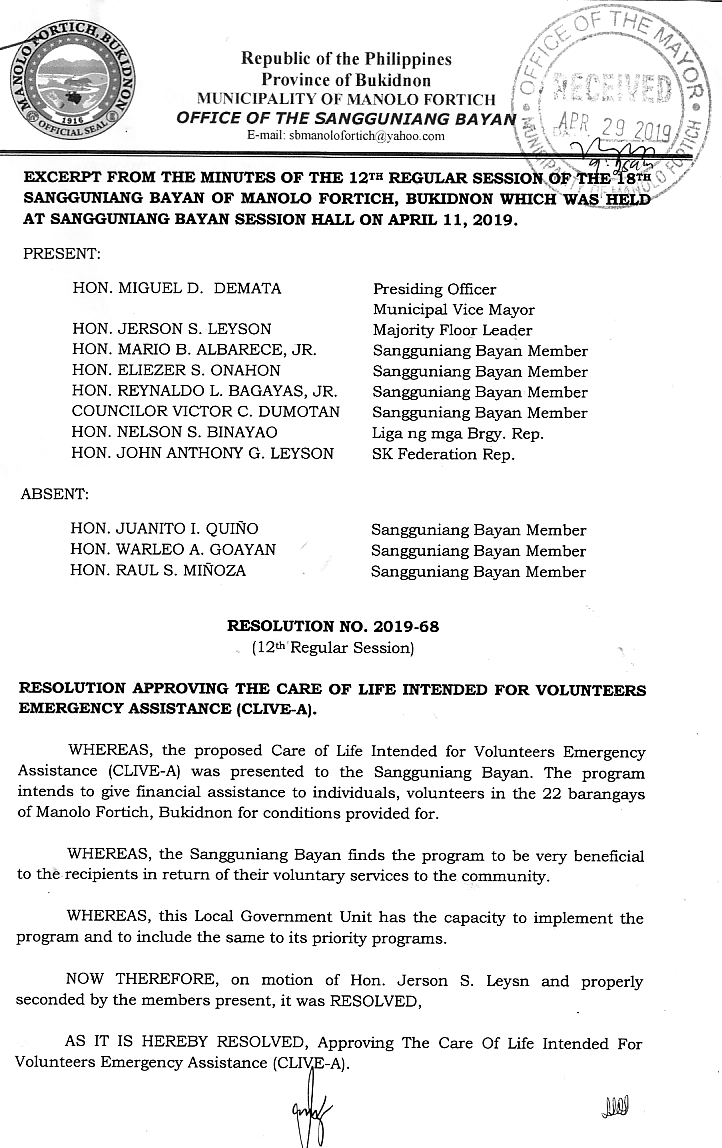 MANOLO FORTICH, BUKIDNON
1916
OFFICIAL SEAL
Republic of the Philippines
Province of Bukidnon
MUNICIPALITY OF MANOLO FORTICH
OFFICE OF THE SANGGUNIANG BAYAN
E-mail: sbmanolofortich@yahoo.com
OFFICE OF THE MAYOR
RECEIVED
APR 29 2019
MUNICIPALITY OF MANOLO FORTICH
EXCERPT FROM THE MINUTES OF THE 12TH REGULAR SESSION OF THE 18TH
SANGGUNIANG BAYAN OF MANOLO FORTICH, BUKIDNON WHICH WAS HELD
AT SANGGUNIANG BAYAN SESSION HALL ON APRIL 11, 2019.
PRESENT:
HON. MIGUEL D. DEMATA Presiding Officer
Municipal Vice Mayor
HON. JERSON S. LEYSON Majority Floor Leader
HON. MARIO B. ALBARECE, JR. Sangguniang Bayan Member
HON. ELIEZER S. ONAHON Sangguniang Bayan Member
HON. REYNALDO L. BAGAYAS, JR. Sangguniang Bayan Member
COUNCILOR VICTOR C. DUMOTAN Sangguniang Bayan Member
HON. NELSON S. BINAYAO Liga ng mga Brgy. Rep.
HON. JOHN ANTHONY G. LEYSON SK Federation Rep.
ABSENT:
HON. JUANITO I. QUIÑO Sangguniang Bayan Member
HON. WARLEO A. GOAYAN Sangguniang Bayan Member
HON. RAUL S. MIÑOZA Sangguniang Bayan Member
RESOLUTION NO. 2019-68
(12th Regular Session)
RESOLUTION APPROVING THE CARE OF LIFE INTENDED FOR VOLUNTEERS
EMERGENCY ASSISTANCE (CLIVE-A).
WHEREAS, the proposed Care of Life Intended for Volunteers Emergency
Assistance (CLIVE-A) was presented to the Sangguniang Bayan. The program
intends to give financial assistance to individuals, volunteers in the 22 barangays
of Manolo Fortich, Bukidnon for conditions provided for.
WHEREAS, the Sangguniang Bayan finds the program to be very beneficial
to the recipients in return of their voluntary services to the community.
WHEREAS, this Local Government Unit has the capacity to implement the
program and to include the same to its priority programs.
NOW THEREFORE, on motion of Hon. Jerson S. Leysn and properly
seconded by the members present, it was RESOLVED,
AS IT IS HEREBY RESOLVED, Approving The Care Of Life Intended For
Volunteers Emergency Assistance (CLIVE-A).